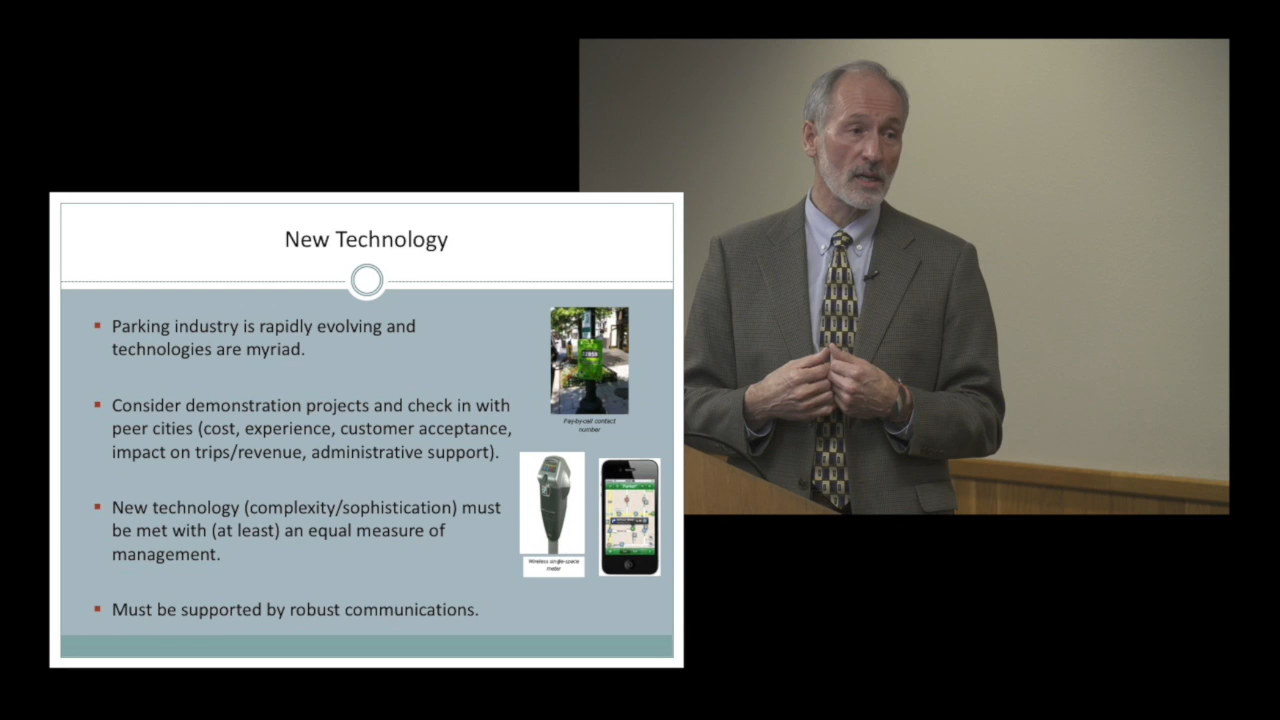 New Technology
Parking industry is rapidly evolving and
technologies are myriad.
Consider demonstration projects and check in with
peer cities (cost, experience, customer acceptance,
impact on trips/revenue, administrative support).
New technology (complexity/sophistication) must
be met with (at least) an equal measure of
management.
Must be supported by robust communications.
Pay-by-cell contact
number
Wireless single-space
meter